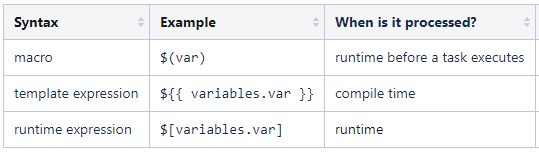 Syntax Example When is it processed?
macro $(var) runtime before a task executes
template expression ${{ variables.var }} compile time
runtime expression $[variables.var] runtime